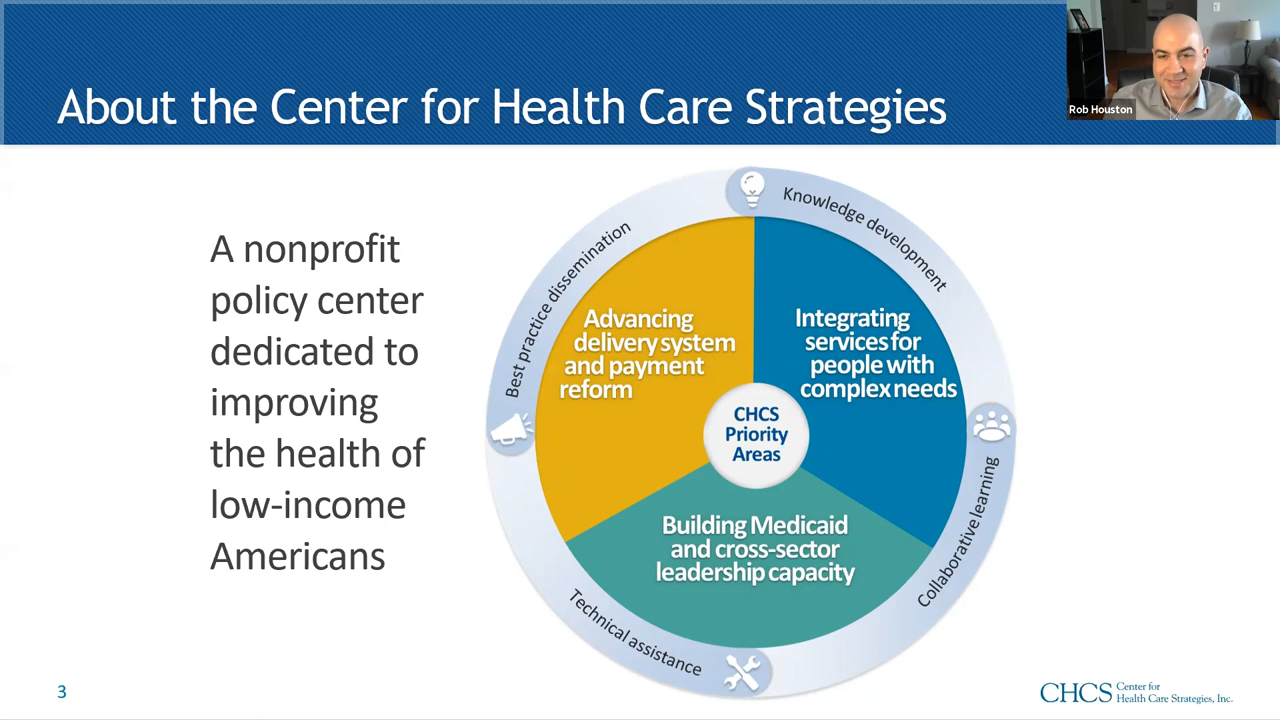 About the Center for Health Care Strategies
Rob Houston
A nonprofit
policy center
dedicated to
improving
the health of
low-income
Americans
Best practice dissemination
Knowledge development
Collaborative learning
Technical assistance
Advancing
delivery system
and payment
reform
Integrating
services for
people with
complex needs
CHCS
Priority
Areas
Building Medicaid
and cross-sector
leadership capacity
3
CHCS Center for
Health Care Strategies, Inc.